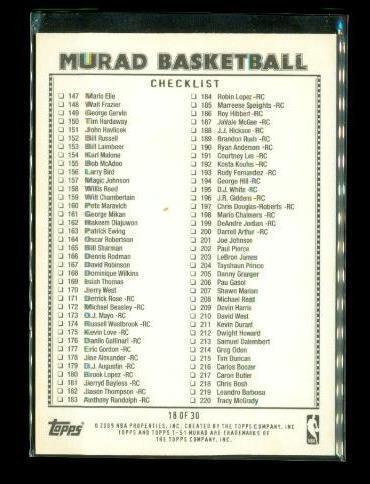 MURAD BASKETBALL
CHECKLIST
147 Mario Elie
148 Walt Frazier
149 George Gervin
150 Tim Hardaway
151 John Havlicek
152 Bill Russell
153 Bill Laimbeer
154 Karl Malone
155 Bob McAdoo
156 Larry Bird
157 Magic Johnson
158 Willis Reed
159 Wilt Chamberlain
160 Pete Maravich
161 George Mikan
162 Hakeem Olajuwon
163 Patrick Ewing
164 Oscar Robertson
165 Bill Sharman
166 Dennis Rodman
167 David Robinson
168 Dominique Wilkins
169 Isiah Thomas
170 Jerry West
171 Derrick Rose -RC
172 Michael Beasley -RC
173 O.J. Mayo -RC
174 Russell Westbrook -RC
175 Kevin Love -RC
176 Danilo Gallinari -RC
177 Eric Gordon -RC
178 Joe Alexander -RC
179 D.J. Augustin -RC
180 Brook Lopez -RC
181 Jerryd Bayless -RC
182 Jason Thompson -RC
183 Anthony Randolph -RC
184 Robin Lopez -RC
185 Marreese Speights -RC
186 Roy Hibbert -RC
187 JaVale McGee -RC
188 J.J. Hickson -RC
189 Brandon Rush -RC
190 Ryan Anderson -RC
191 Courtney Lee -RC
192 Kosta Koufos -RC
193 Rudy Fernandez -RC
194 George Hill -RC
195 D.J. White -RC
196 J.R. Giddens -RC
197 Chris Douglas-Roberts -RC
198 Mario Chalmers -RC
199 DeAndre Jordan -RC
200 Darrell Arthur -RC
201 Joe Johnson
202 Paul Pierce
203 LeBron James
204 Tayshaun Prince
205 Danny Granger
206 Pau Gasol
207 Shawn Marion
208 Michael Redd
209 Devin Harris
210 David West
211 Kevin Durant
212 Dwight Howard
213 Samuel Dalembert
214 Greg Oden
215 Tim Duncan
216 Carlos Boozer
217 Caron Butler
218 Chris Bosh
219 Leandro Barbosa
220 Tracy McGrady
Topps
18 OF 30
© 2009 NBA PROPERTIES, INC. CREATED BY THE TOPPS COMPANY, INC.
TOPPS AND TOPPS T-51 MURAD ARE TRADEMARKS OF
THE TOPPS COMPANY, INC.
NBA